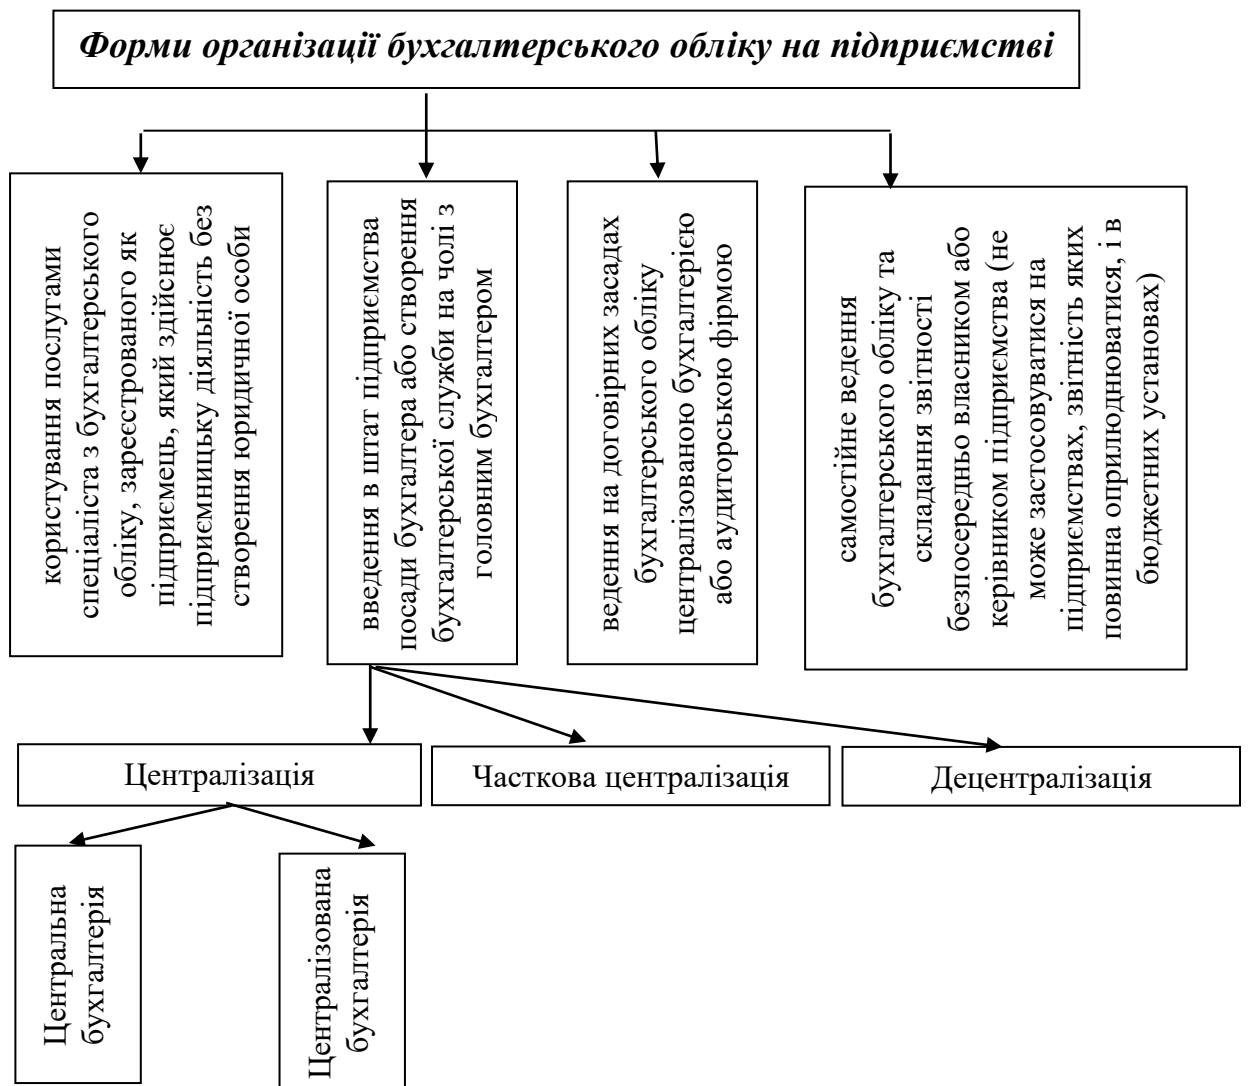 Форми організації бухгалтерського обліку на підприємстві
користування послугами
спеціаліста з бухгалтерського
обліку, зареєстрованого як
підприємець, який здійснює
підприємницьку діяльність без
створення юридичної особи
введення в штат підприємства
посади бухгалтера або створення
бухгалтерської служби на чолі з
головним бухгалтером
ведення на договірних засадах
бухгалтерського обліку
централізованою бухгалтерією
або аудиторською фірмою
самостійне ведення
бухгалтерського обліку та
складання звітності
безпосередньо власником або
керівником підприємства (не
може застосовуватися на
підприємствах, звітність яких
повинна оприлюднюватися, і в
бюджетних установах)
Централізація
Часткова централізація
Децентралізація
Центральна
бухгалтерія
Централізована
бухгалтерія